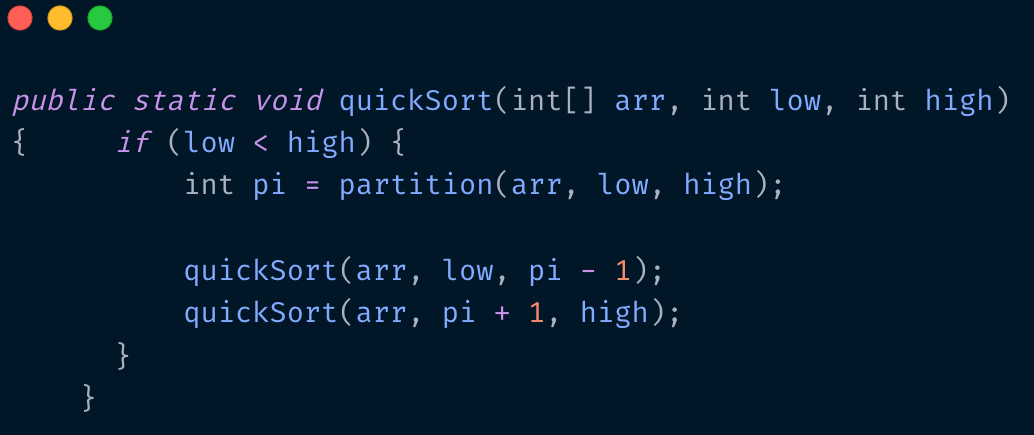 public static void quickSort(int[] arr, int low, int high)
{      if (low < high) {
          int pi = partition(arr, low, high);

          quickSort(arr, low, pi - 1);
          quickSort(arr, pi + 1, high);
      }
    }